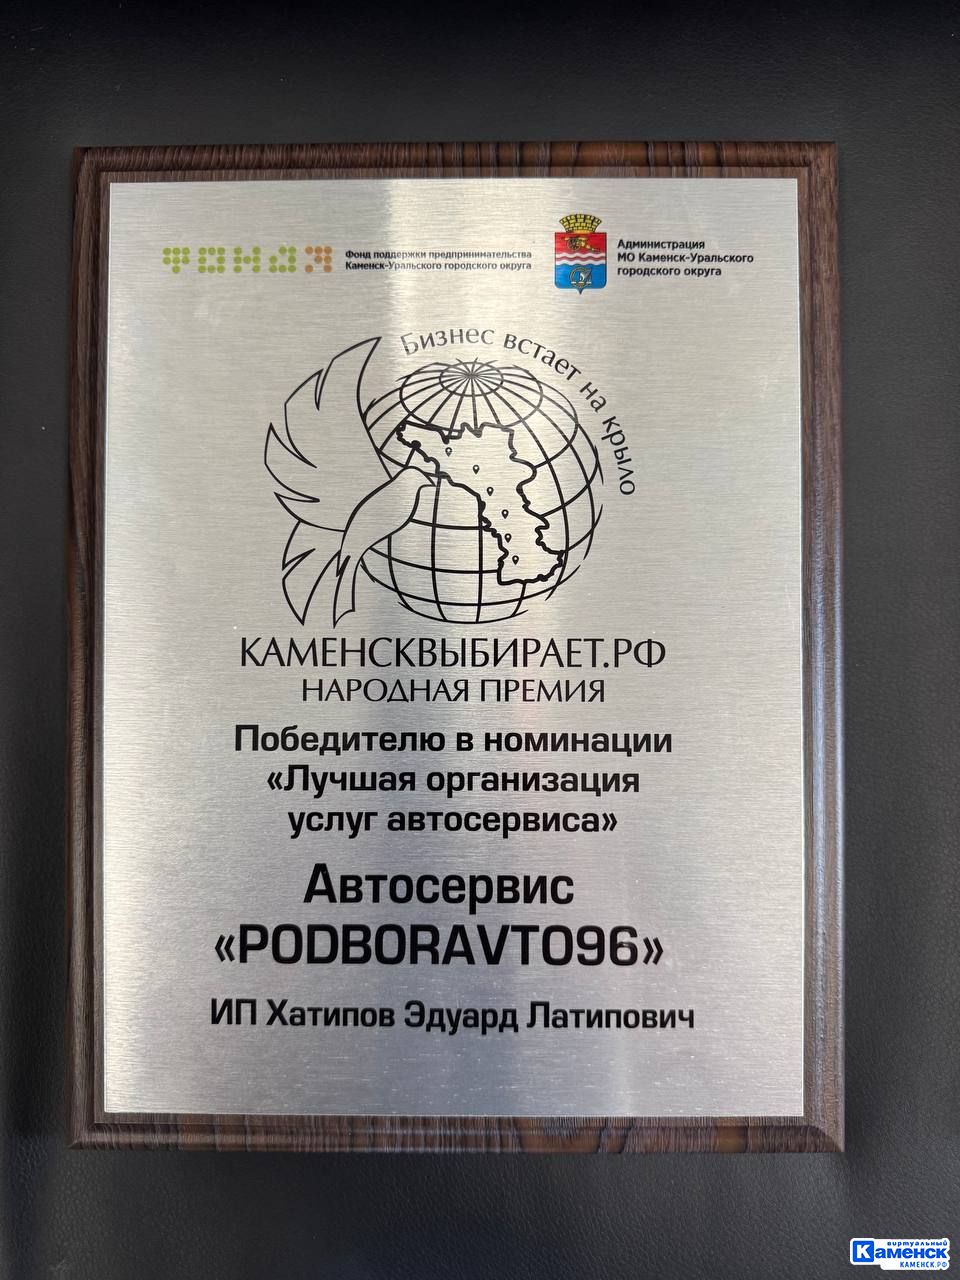 ФОНД
Фонд поддержки предпринимательства
Каменск-Уральского городского округа
Администрация
МО Каменск-Уральского
городского округа
Бизнес встает на крыло
КАМЕНСКВЫБИРАЕТ.РФ
НАРОДНАЯ ПРЕМИЯ
Победителю в номинации
«Лучшая организация
услуг автосервиса»
Автосервис
«PODBORAVTO96»
ИП Хатипов Эдуард Латипович
виртуальный
Каменск
КАМЕНСК.РФ